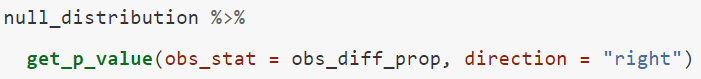 null_distribution %>%
  get_p_value(obs_stat = obs_diff_prop, direction = "right")